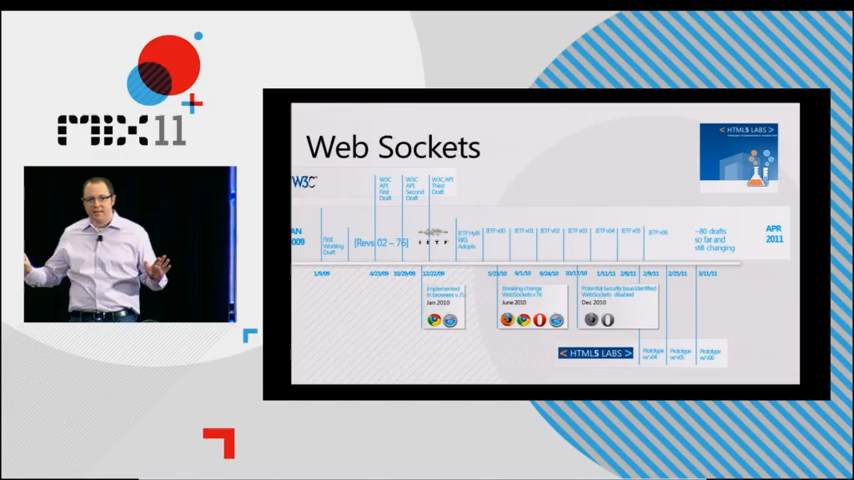 MIX11
Web Sockets
< HTML5 LABS >
W3C
W3C
API
First
Draft
W3C
API
Second
Draft
W3C API
Third
Draft
AN
009
First
Working
Draft
[Revs 02 – 76]
I E T F
IETF HyBi
WG
Adopts
IETF v00
IETF v01
IETF v02
IETF v03
IETF v04
IETF v05
IETF v06
~80 drafts
so far and
still changing
APR
2011
1/9/09
4/23/09
10/29/09
12/22/09
5/23/10
9/1/10
9/24/10
10/17/10
1/11/11
2/8/11
2/9/11
2/25/11
3/11/11
Implemented
in browsers v.75
Jan 2010
Breaking change
WebSockets v.76
June 2010
Potential Security Issue Identified
WebSockets disabled
Dec 2010
< HTML5 LABS >
Prototype
w/ v04
Prototype
w/ v05
Prototype
w/ v06